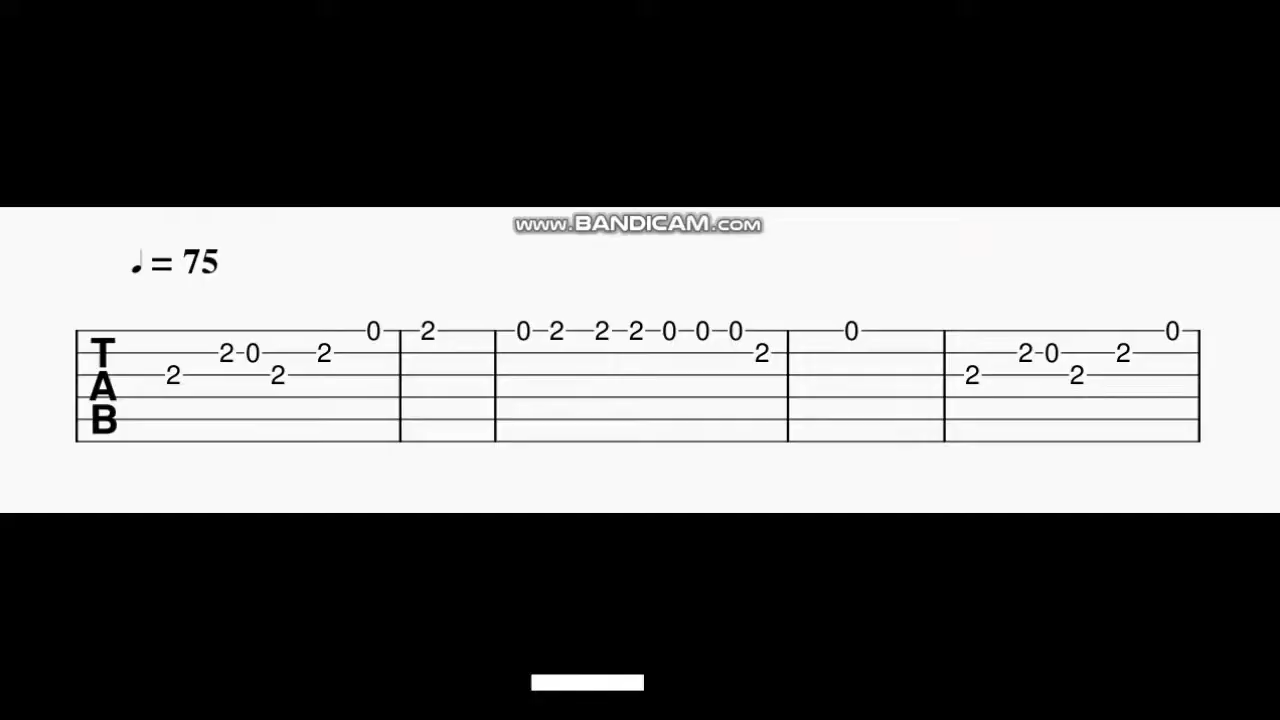 www.BANDICAM.com
♩= 75
0 2 0 2 2 2 0 0 0 0 0
T 2 0 2 2 2 0 2
A 2 2 2 2
B